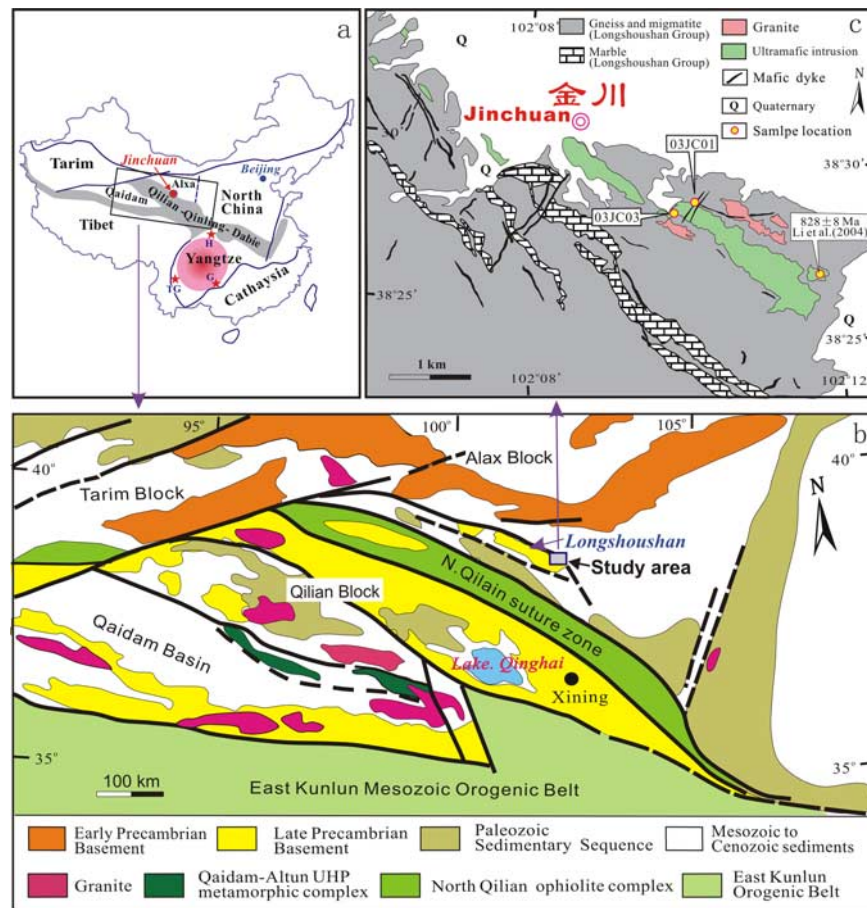 a
Tarim
Jinchuan
Beijing
Alxa
Qaidam
North
China
Qilian-Qinling-Dabie
Tibet
H
Yangtze
TG
G
Cathaysia
102°08'
C
Gneiss and migmatite
(Longshoushan Group)
Q
Marble
(Longshoushan Group)
Granite
Ultramafic intrusion
Mafic dyke
N
Q Quaternary
Samlpe location
金川
Jinchuan
30'
Q
03JC01
38°30'
03JC03
828±8 Ma
Li et al.(2004)
38°25'
Q
38°25'
1 km
102°08'
102°12'
95°
100°
105°
b
40°
40°
Alax Block
Tarim Block
N
Longshoushan
Study area
N.Qilain suture zone
Qilian Block
Qaidam Basin
Lake. Qinghai
Xining
35°
35°
100 km
East Kunlun Mesozoic Orogenic Belt
Early Precambrian
Basement
Late Precambrian
Basement
Paleozoic
Sedimentary Sequence
Mesozoic to
Cenozoic sediments
Granite
Qaidam-Altun UHP
metamorphic complex
North Qilian ophiolite complex
East Kunlun
Orogenic Belt